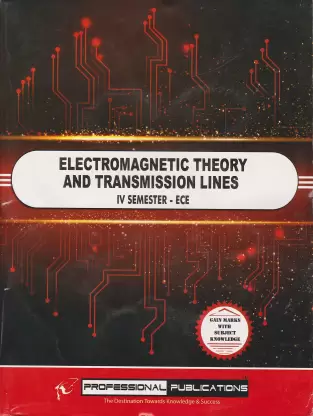 ELECTROMAGNETIC THEORY
AND TRANSMISSION LINES
IV SEMESTER - ECE
GAIN MARKS
WITH
SUBJECT
KNOWLEDGE
PROFESSIONAL PUBLICATIONS
The Destination Towards Knowledge & Success